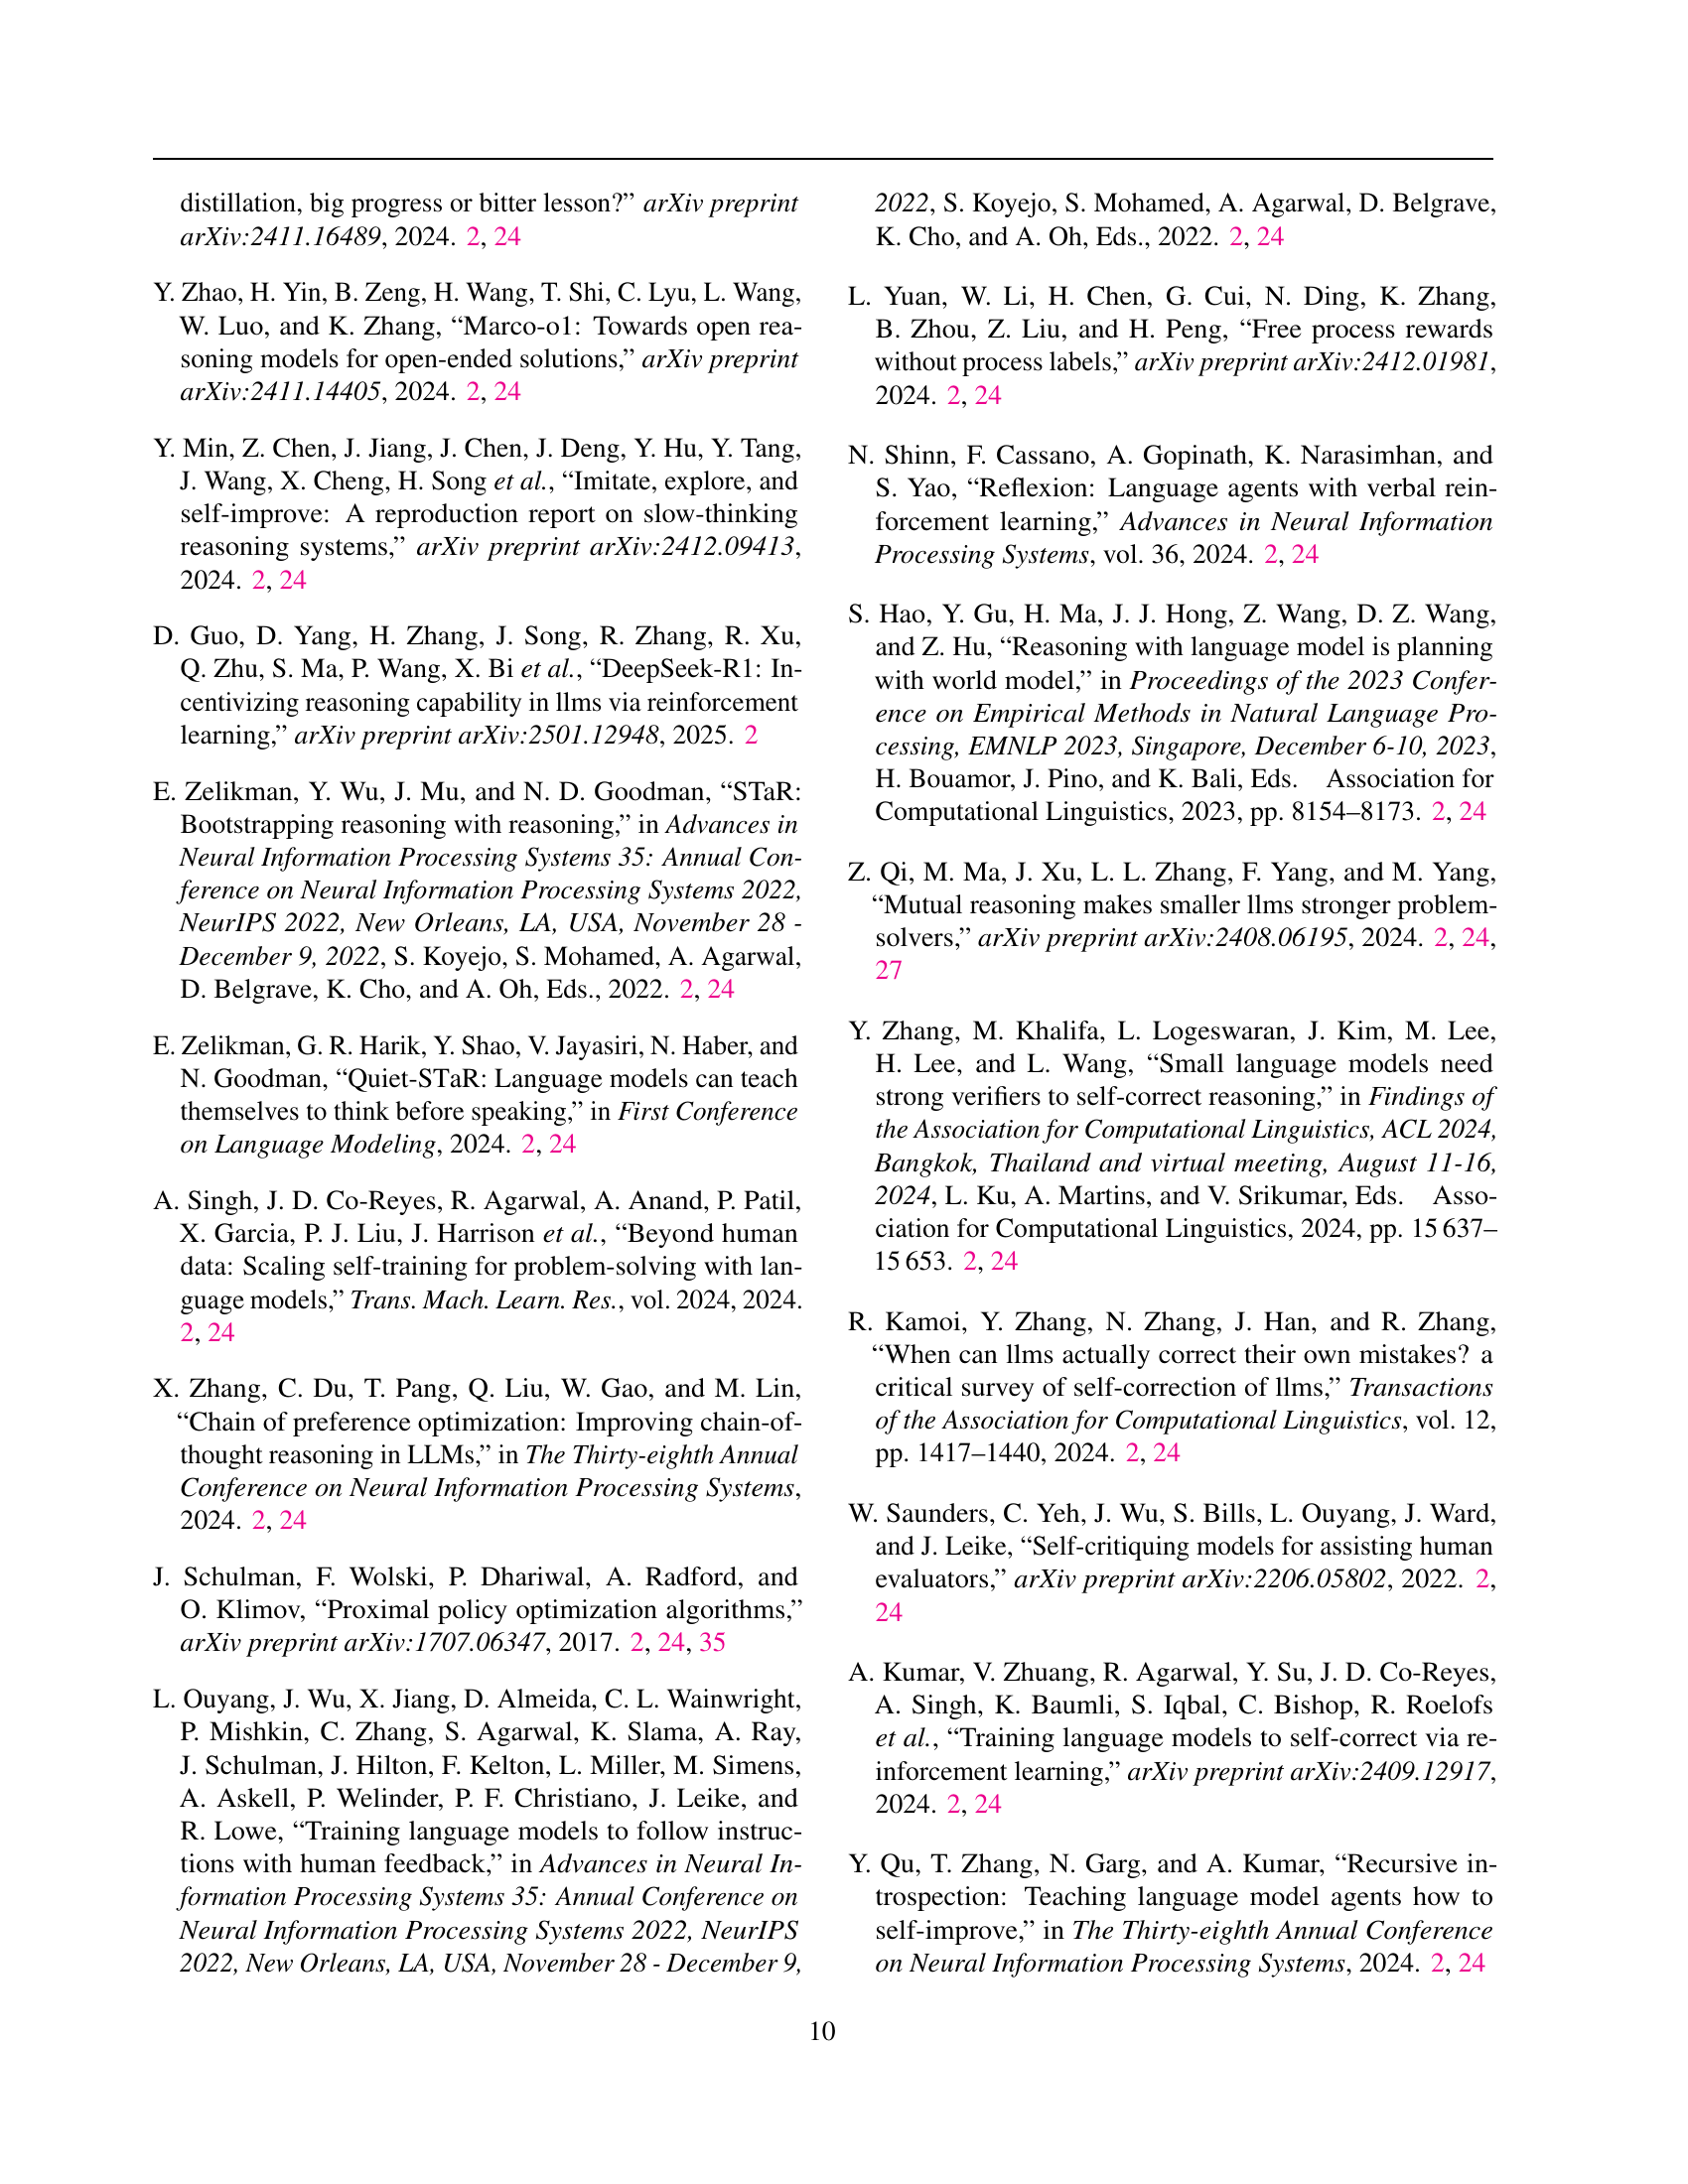 distillation, big progress or bitter lesson?” arXiv preprint
arXiv:2411.16489, 2024. 2, 24
Y. Zhao, H. Yin, B. Zeng, H. Wang, T. Shi, C. Lyu, L. Wang,
W. Luo, and K. Zhang, “Marco-o1: Towards open rea-
soning models for open-ended solutions,” arXiv preprint
arXiv:2411.14405, 2024. 2, 24
Y. Min, Z. Chen, J. Jiang, J. Chen, J. Deng, Y. Hu, Y. Tang,
J. Wang, X. Cheng, H. Song et al., “Imitate, explore, and
self-improve: A reproduction report on slow-thinking
reasoning systems,” arXiv preprint arXiv:2412.09413,
2024. 2, 24
D. Guo, D. Yang, H. Zhang, J. Song, R. Zhang, R. Xu,
Q. Zhu, S. Ma, P. Wang, X. Bi et al., “DeepSeek-R1: In-
centivizing reasoning capability in llms via reinforcement
learning,” arXiv preprint arXiv:2501.12948, 2025. 2
E. Zelikman, Y. Wu, J. Mu, and N. D. Goodman, “STaR:
Bootstrapping reasoning with reasoning,” in Advances in
Neural Information Processing Systems 35: Annual Con-
ference on Neural Information Processing Systems 2022,
NeurIPS 2022, New Orleans, LA, USA, November 28 -
December 9, 2022, S. Koyejo, S. Mohamed, A. Agarwal,
D. Belgrave, K. Cho, and A. Oh, Eds., 2022. 2, 24
E. Zelikman, G. R. Harik, Y. Shao, V. Jayasiri, N. Haber, and
N. Goodman, “Quiet-STaR: Language models can teach
themselves to think before speaking,” in First Conference
on Language Modeling, 2024. 2, 24
A. Singh, J. D. Co-Reyes, R. Agarwal, A. Anand, P. Patil,
X. Garcia, P. J. Liu, J. Harrison et al., “Beyond human
data: Scaling self-training for problem-solving with lan-
guage models,” Trans. Mach. Learn. Res., vol. 2024, 2024.
2, 24
X. Zhang, C. Du, T. Pang, Q. Liu, W. Gao, and M. Lin,
“Chain of preference optimization: Improving chain-of-
thought reasoning in LLMs,” in The Thirty-eighth Annual
Conference on Neural Information Processing Systems,
2024. 2, 24
J. Schulman, F. Wolski, P. Dhariwal, A. Radford, and
O. Klimov, “Proximal policy optimization algorithms,”
arXiv preprint arXiv:1707.06347, 2017. 2, 24, 35
L. Ouyang, J. Wu, X. Jiang, D. Almeida, C. L. Wainwright,
P. Mishkin, C. Zhang, S. Agarwal, K. Slama, A. Ray,
J. Schulman, J. Hilton, F. Kelton, L. Miller, M. Simens,
A. Askell, P. Welinder, P. F. Christiano, J. Leike, and
R. Lowe, “Training language models to follow instruc-
tions with human feedback,” in Advances in Neural In-
formation Processing Systems 35: Annual Conference on
Neural Information Processing Systems 2022, NeurIPS
2022, New Orleans, LA, USA, November 28 - December 9,
2022, S. Koyejo, S. Mohamed, A. Agarwal, D. Belgrave,
K. Cho, and A. Oh, Eds., 2022. 2, 24
L. Yuan, W. Li, H. Chen, G. Cui, N. Ding, K. Zhang,
B. Zhou, Z. Liu, and H. Peng, “Free process rewards
without process labels,” arXiv preprint arXiv:2412.01981,
2024. 2, 24
N. Shinn, F. Cassano, A. Gopinath, K. Narasimhan, and
S. Yao, “Reflexion: Language agents with verbal rein-
forcement learning,” Advances in Neural Information
Processing Systems, vol. 36, 2024. 2, 24
S. Hao, Y. Gu, H. Ma, J. J. Hong, Z. Wang, D. Z. Wang,
and Z. Hu, “Reasoning with language model is planning
with world model,” in Proceedings of the 2023 Confer-
ence on Empirical Methods in Natural Language Pro-
cessing, EMNLP 2023, Singapore, December 6-10, 2023,
H. Bouamor, J. Pino, and K. Bali, Eds. Association for
Computational Linguistics, 2023, pp. 8154–8173. 2, 24
Z. Qi, M. Ma, J. Xu, L. L. Zhang, F. Yang, and M. Yang,
“Mutual reasoning makes smaller llms stronger problem-
solvers,” arXiv preprint arXiv:2408.06195, 2024. 2, 24,
27
Y. Zhang, M. Khalifa, L. Logeswaran, J. Kim, M. Lee,
H. Lee, and L. Wang, “Small language models need
strong verifiers to self-correct reasoning,” in Findings of
the Association for Computational Linguistics, ACL 2024,
Bangkok, Thailand and virtual meeting, August 11-16,
2024, L. Ku, A. Martins, and V. Srikumar, Eds. Asso-
ciation for Computational Linguistics, 2024, pp. 15 637–
15 653. 2, 24
R. Kamoi, Y. Zhang, N. Zhang, J. Han, and R. Zhang,
“When can llms actually correct their own mistakes? a
critical survey of self-correction of llms,” Transactions
of the Association for Computational Linguistics, vol. 12,
pp. 1417–1440, 2024. 2, 24
W. Saunders, C. Yeh, J. Wu, S. Bills, L. Ouyang, J. Ward,
and J. Leike, “Self-critiquing models for assisting human
evaluators,” arXiv preprint arXiv:2206.05802, 2022. 2,
24
A. Kumar, V. Zhuang, R. Agarwal, Y. Su, J. D. Co-Reyes,
A. Singh, K. Baumli, S. Iqbal, C. Bishop, R. Roelofs
et al., “Training language models to self-correct via re-
inforcement learning,” arXiv preprint arXiv:2409.12917,
2024. 2, 24
Y. Qu, T. Zhang, N. Garg, and A. Kumar, “Recursive in-
trospection: Teaching language model agents how to
self-improve,” in The Thirty-eighth Annual Conference
on Neural Information Processing Systems, 2024. 2, 24
10